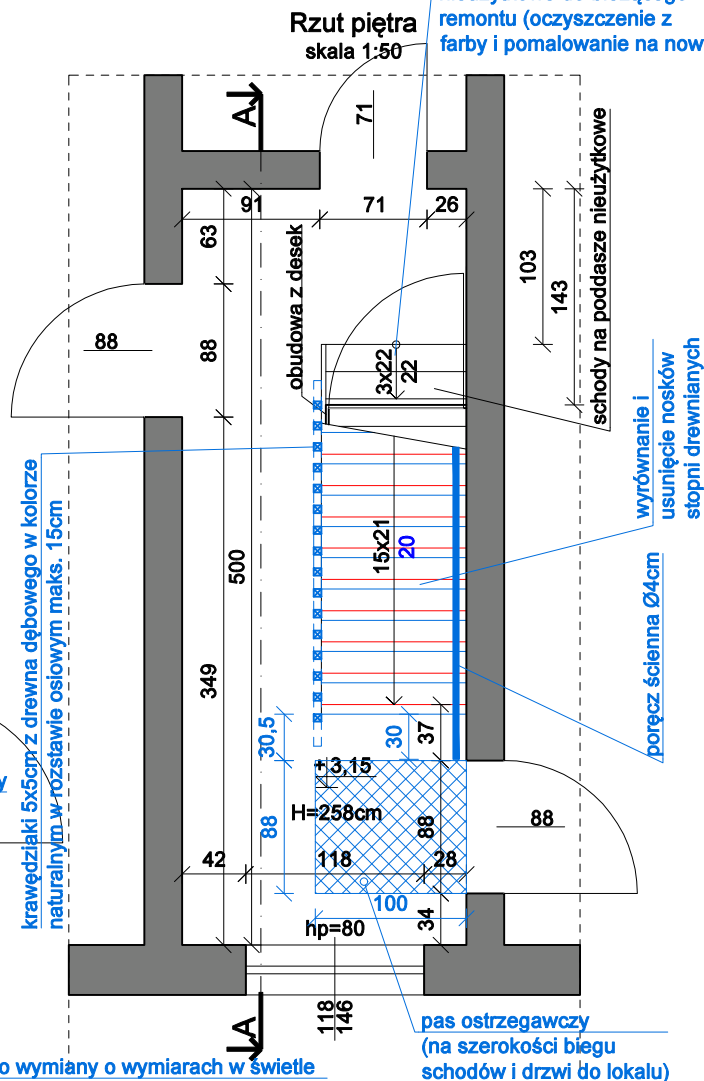 remontu (oczyszczenie z
farby i pomalowanie na now
Rzut piętra
skala 1:50
A
71
91
71
26
63
88
88
500
349
obudowa z desek
3x22
22
103
143
schody na poddasze nieużytkowe
wyrównanie i
usunięcie nosków
stopni drewnianych
15x21
20
krawędziaki 5x5cm z drewna dębowego w kolorze
naturalnym w rozstawie osiowym maks. 15cm
poręcz ścienna Ø4cm
30,5
30
37
y
+ 3,15
H=258cm
88
88
88
42
118
28
100
34
hp=80
118
146
A
pas ostrzegawczy
(na szerokości biegu
schodów i drzwi do lokalu)
o wymiany o wymiarach w świetle